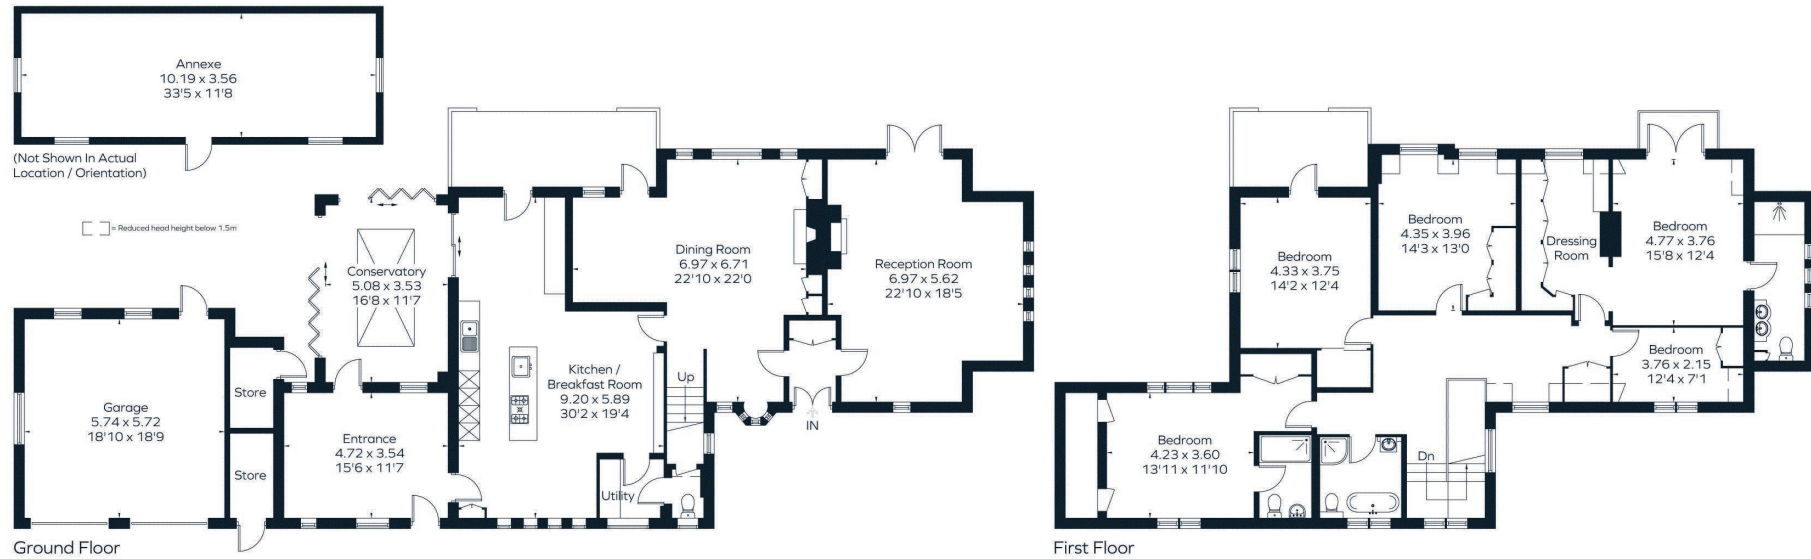 Annexe
10.19 x 3.56
33'5 x 11'8
(Not Shown In Actual
Location / Orientation)
= Reduced head height below 1.5m
Conservatory
5.08 x 3.53
16'8 x 11'7
Dining Room
6.97 x 6.71
22'10 x 22'0
Reception Room
6.97 x 5.62
22'10 x 18'5
Kitchen /
Breakfast Room
9.20 x 5.89
30'2 x 19'4
Up
IN
Garage
5.74 x 5.72
18'10 x 18'9
Store
Store
Entrance
4.72 x 3.54
15'6 x 11'7
Utility
Ground Floor
Bedroom
4.33 x 3.75
14'2 x 12'4
Bedroom
4.35 x 3.96
14'3 x 13'0
Dressing
Room
Bedroom
4.77 x 3.76
15'8 x 12'4
Bedroom
3.76 x 2.15
12'4 x 7'1
Bedroom
4.23 x 3.60
13'11 x 11'10
Dn
First Floor